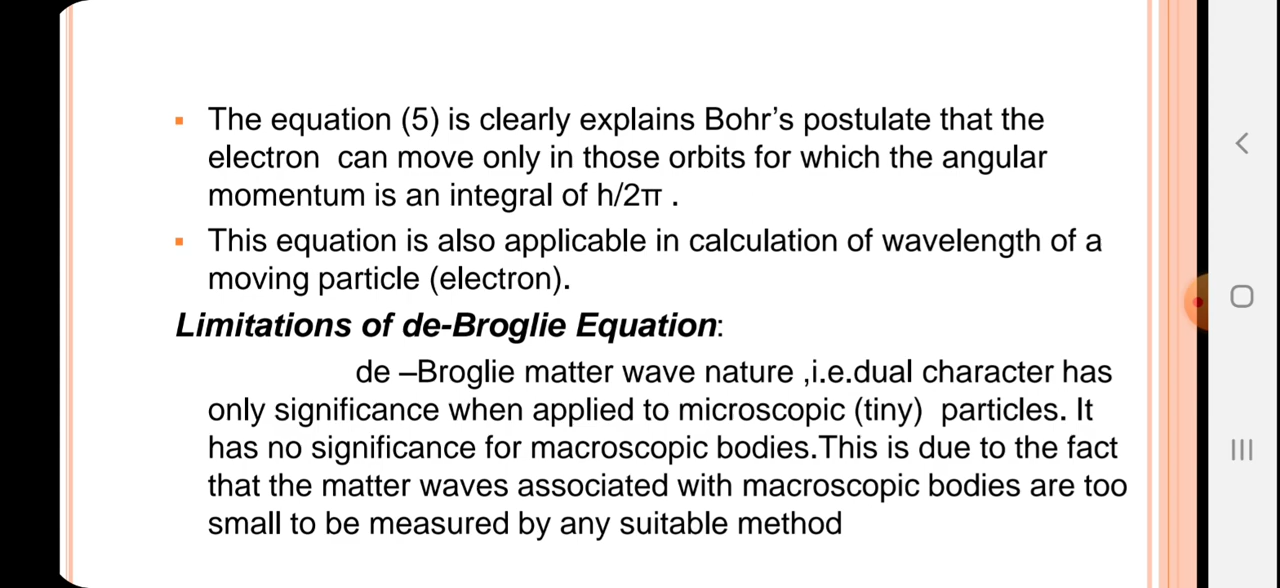 The equation (5) is clearly explains Bohr’s postulate that the
electron  can move only in those orbits for which the angular
momentum is an integral of h/2π .
This equation is also applicable in calculation of wavelength of a
moving particle (electron).
Limitations of de-Broglie Equation:
de –Broglie matter wave nature ,i.e.dual character has
only significance when applied to microscopic (tiny)  particles. It
has no significance for macroscopic bodies.This is due to the fact
that the matter waves associated with macroscopic bodies are too
small to be measured by any suitable method